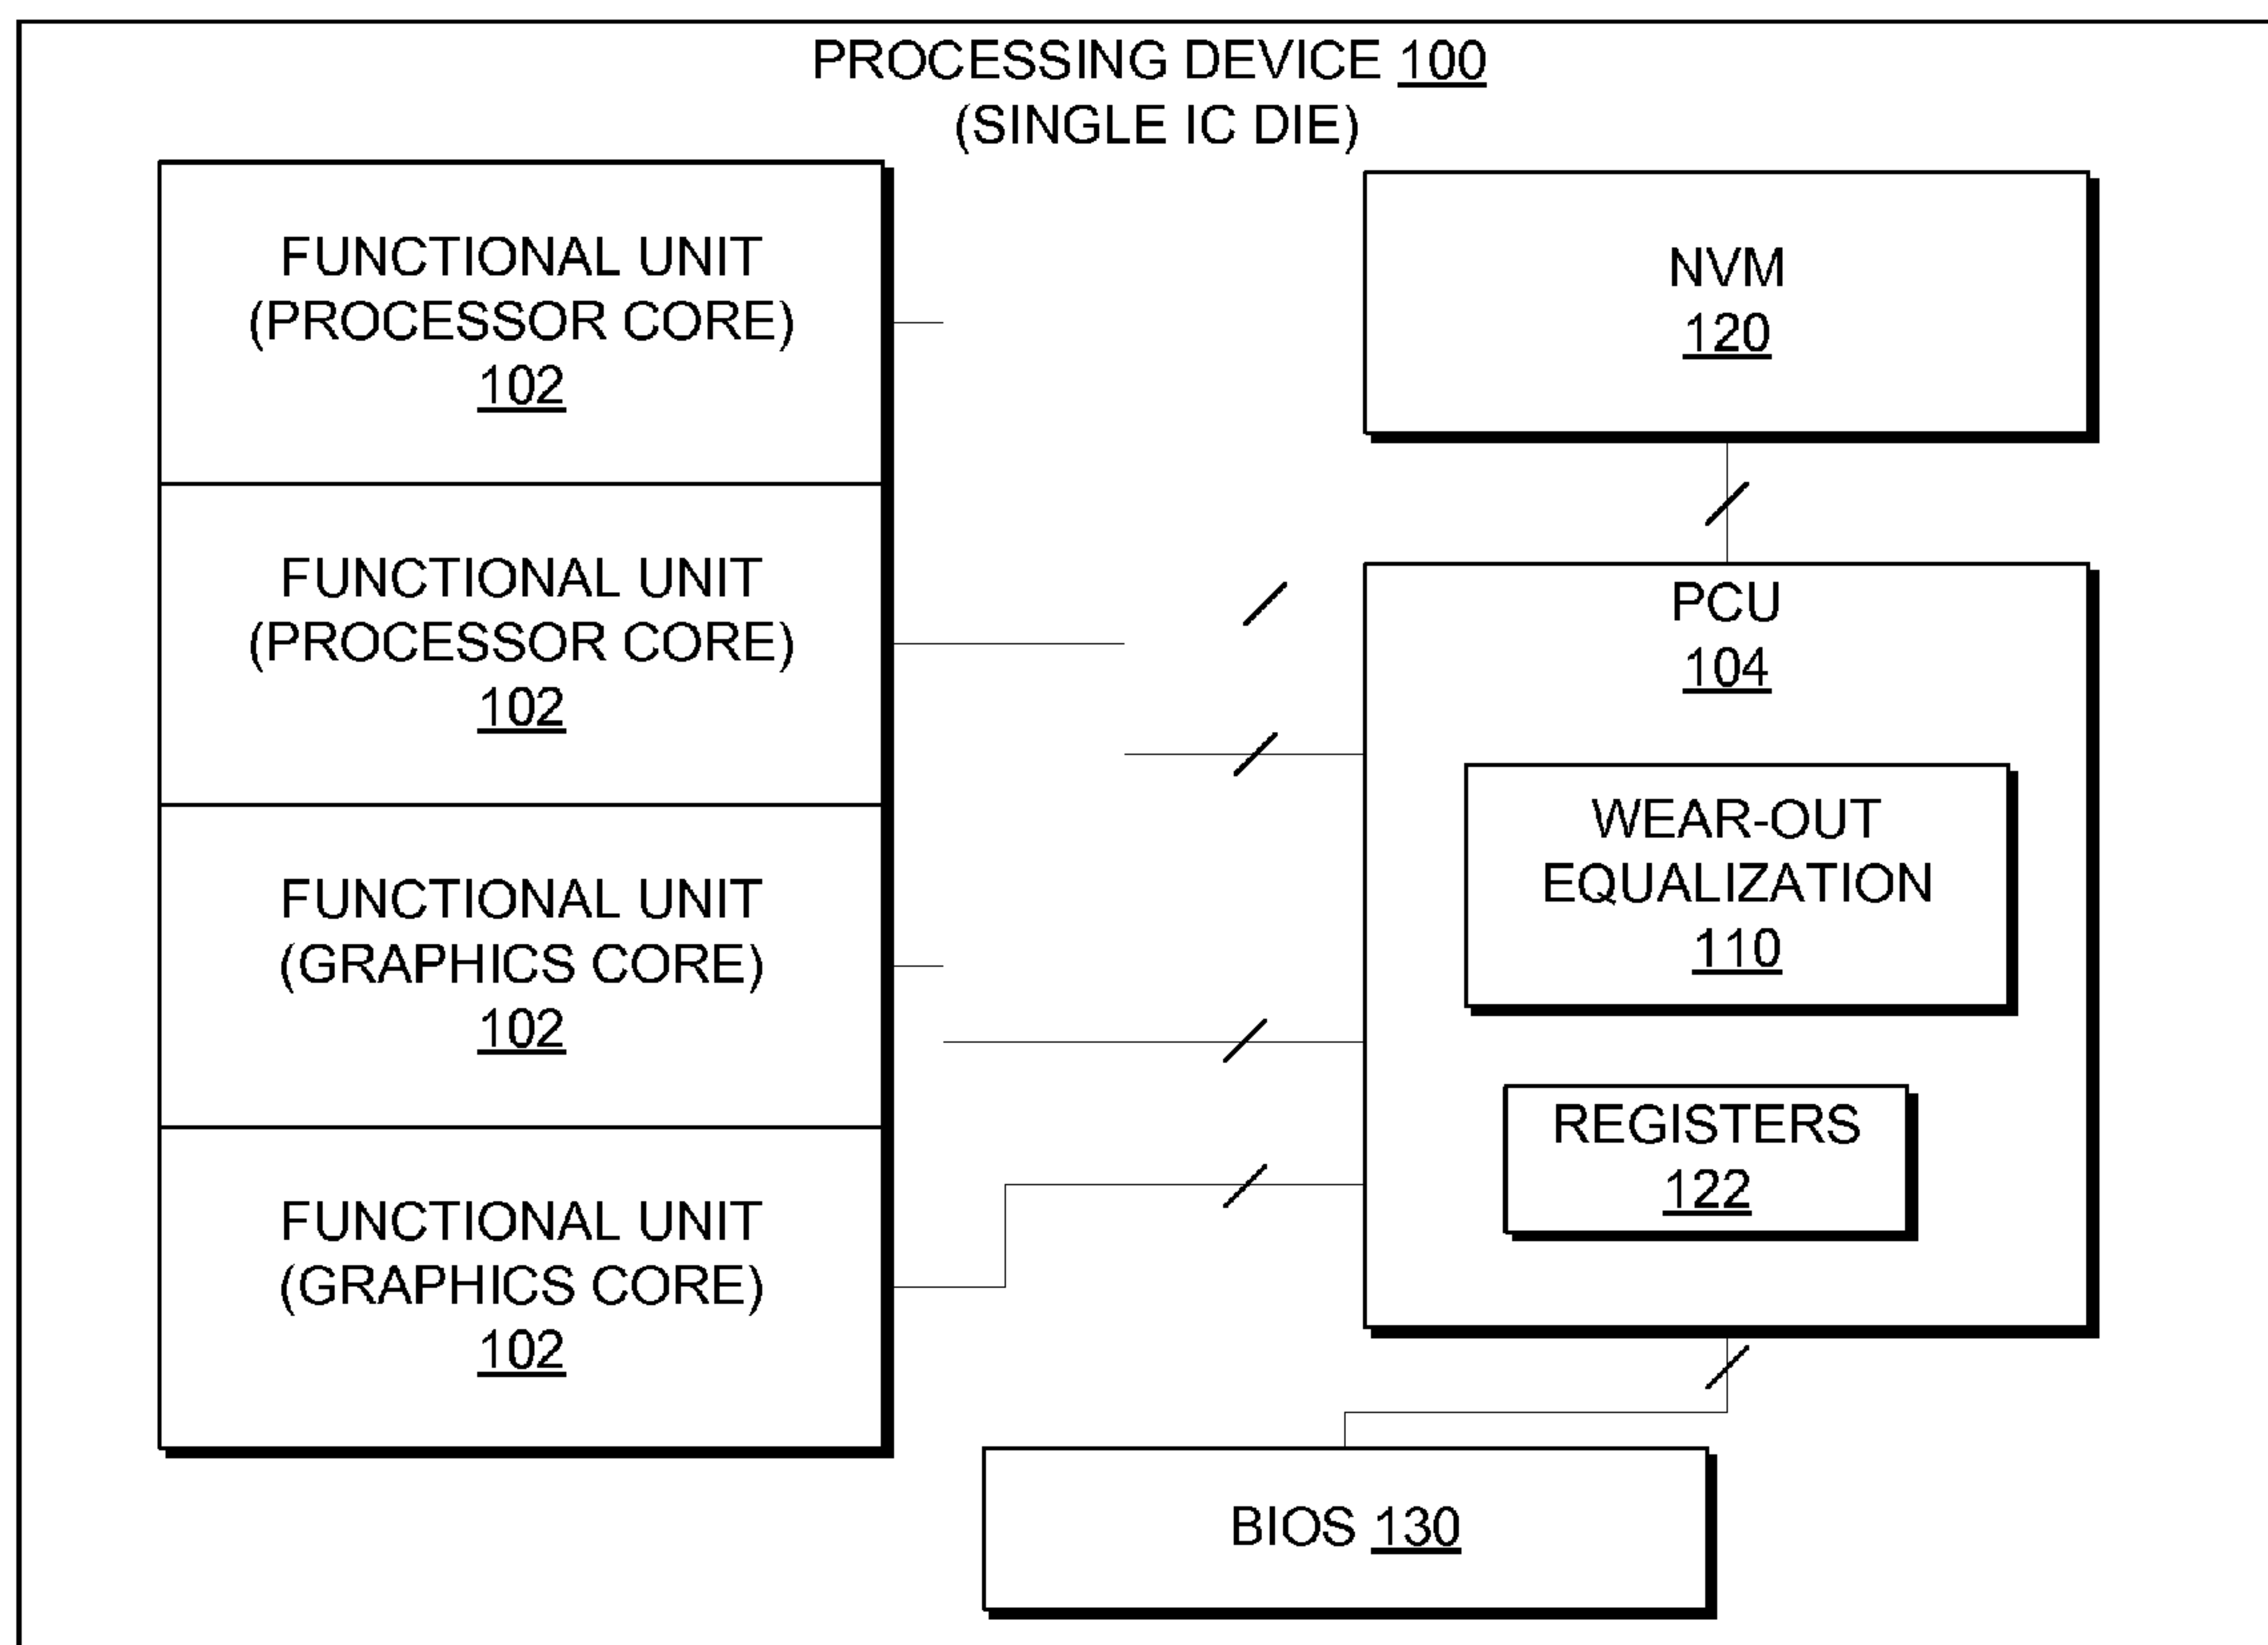 PROCESSING DEVICE 100
(SINGLE IC DIE)
FUNCTIONAL UNIT
(PROCESSOR CORE)
102
FUNCTIONAL UNIT
(PROCESSOR CORE)
102
FUNCTIONAL UNIT
(GRAPHICS CORE)
102
FUNCTIONAL UNIT
(GRAPHICS CORE)
102
NVM
120
PCU
104
WEAR-OUT
EQUALIZATION
110
REGISTERS
122
BIOS 130